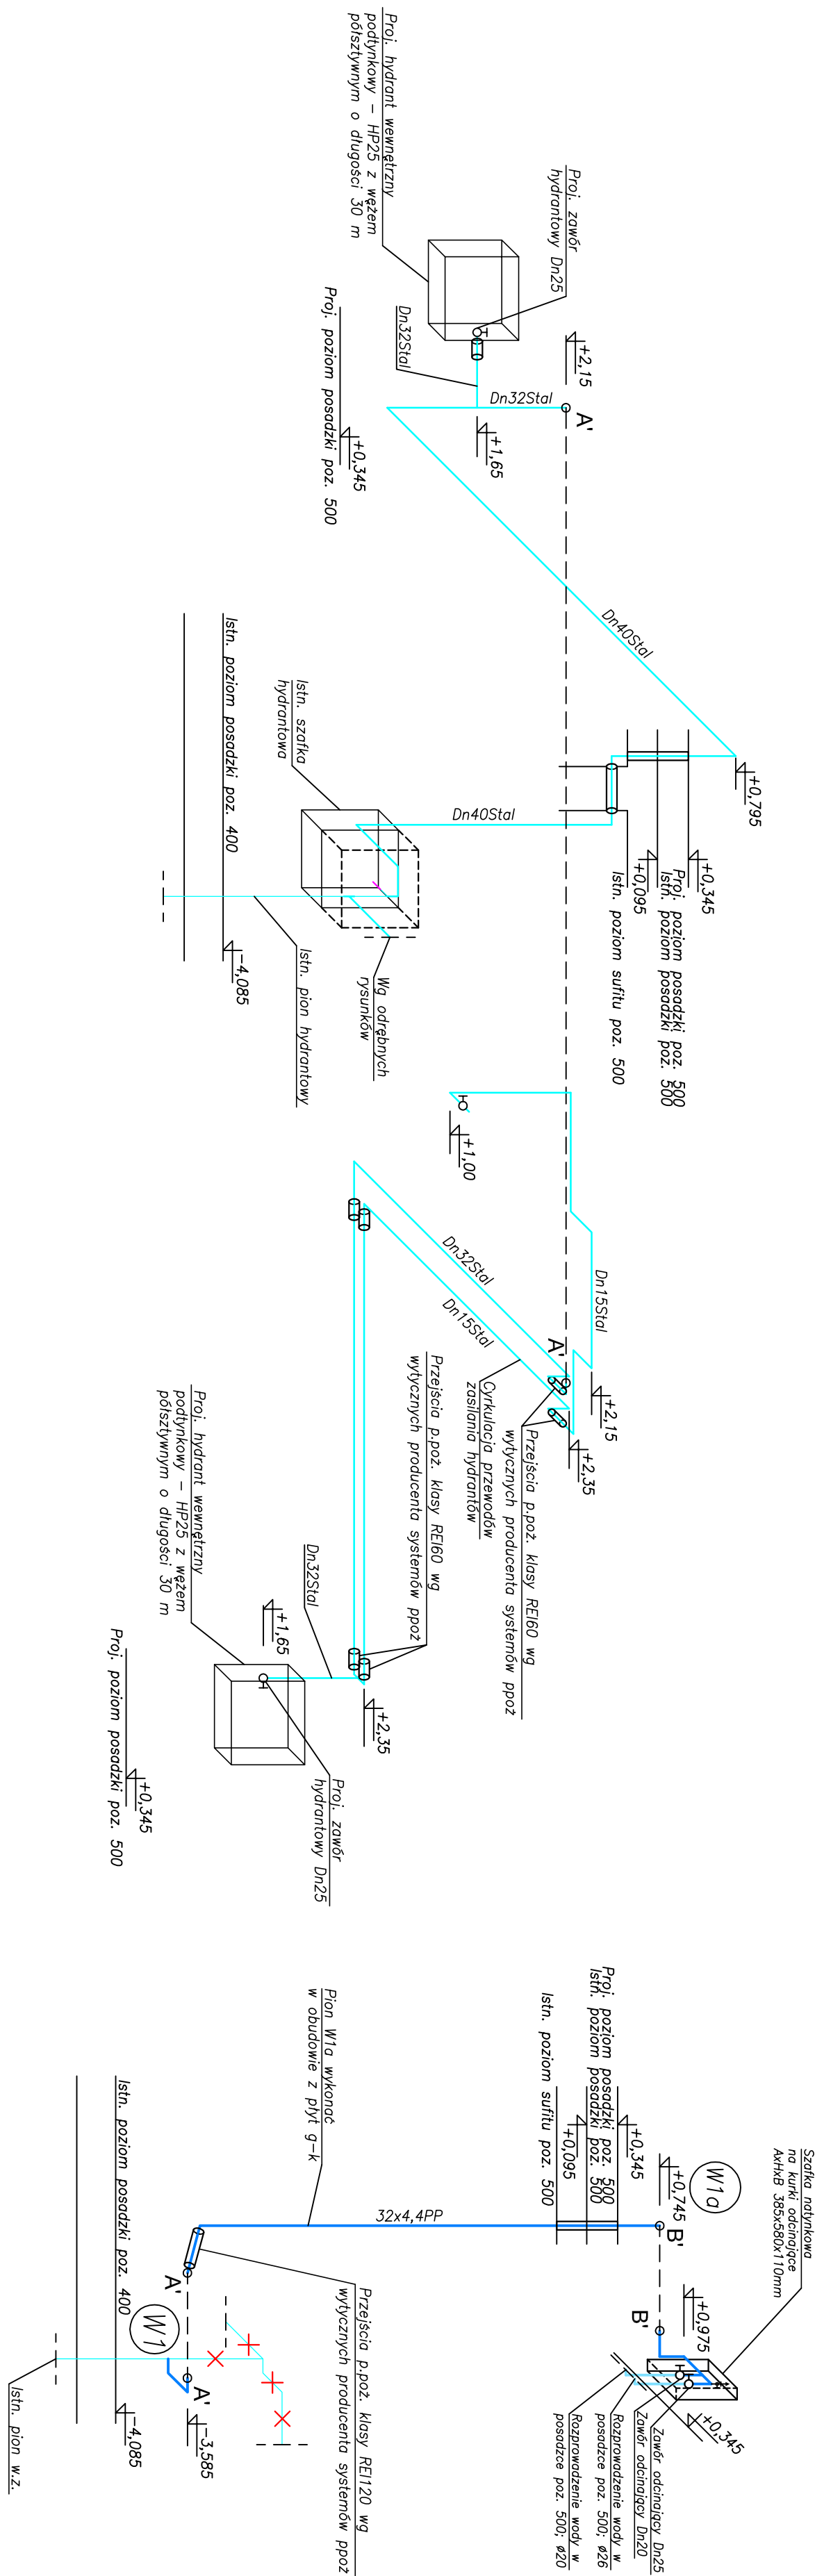 Proj. hydrant wewnętrzny
podtynkowy – HP25 z wężem
półsztywnym o długości 30 m
Proj. zawór
hydrantowy Dn25
+2,15
A'
Dn32Stal
Dn32Stal
+1,65
+0,345
Proj. poziom posadzki poz. 500
Dn40Stal
+0,795
+0,345
Proj. poziom posadzki poz. 500
Istn. poziom posadzki poz. 500
+0,095
Istn. poziom sufitu poz. 500
Dn40Stal
Istn. szafka
hydrantowa
Istn. poziom posadzki poz. 400
-4,085
Istn. pion hydrantowy
Wg odrębnych
rysunków
+1,00
Dn15Stal
+2,15
A'
+2,35
Dn32Stal
Dn15Stal
Przejścia p.poż. klasy REI60 wg
wytycznych producenta systemów ppoż
Cyrkulacja przewodów
zasilania hydrantów
Przejścia p.poż. klasy REI60 wg
wytycznych producenta systemów ppoż
Dn32Stal
+2,35
+1,65
Proj. hydrant wewnętrzny
podtynkowy – HP25 z wężem
półsztywnym o długości 30 m
Proj. zawór
hydrantowy Dn25
+0,345
Proj. poziom posadzki poz. 500
Szafka natynkowa
na kurki odcinające
AxHxB 385x580x110mm
W1a
+0,745
B'
+0,345
Proj. poziom posadzki poz. 500
Istn. poziom posadzki poz. 500
+0,095
Istn. poziom sufitu poz. 500
B'
+0,975
+0,345
Zawór odcinający Dn25
Zawór odcinający Dn20
Rozprowadzenie wody w
posadzce poz. 500; ø26
Rozprowadzenie wody w
posadzce poz. 500; ø20
32x4,4PP
Pion W1a wykonać
w obudowie z płyt g-k
Przejścia p.poż. klasy REI120 wg
wytycznych producenta systemów ppoż
A'
W1
A'
-3,585
Istn. poziom posadzki poz. 400
-4,085
Istn. pion w.z.